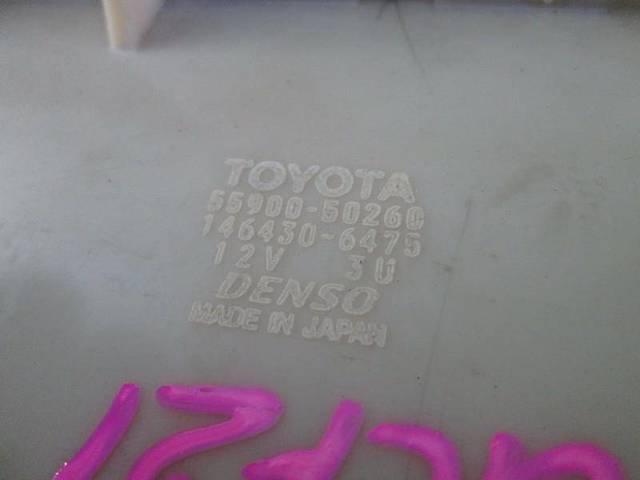 TOYOTA
55900-50260
146430-6475
12V 3U
DENSO
MADE IN JAPAN